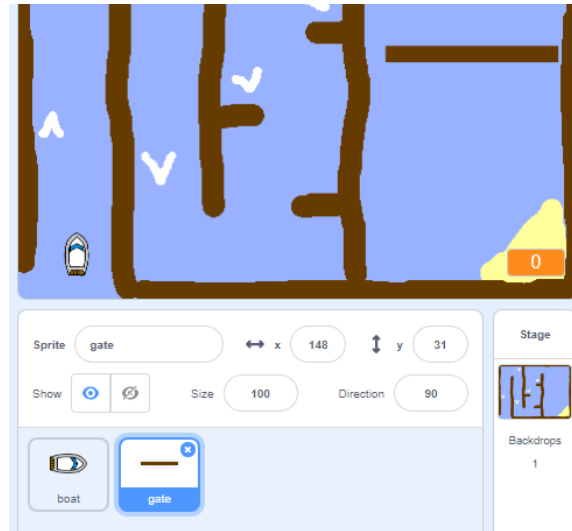 0
Sprite gate x 148 y 31
Show Size 100 Direction 90
boat gate
Stage
Backdrops
1